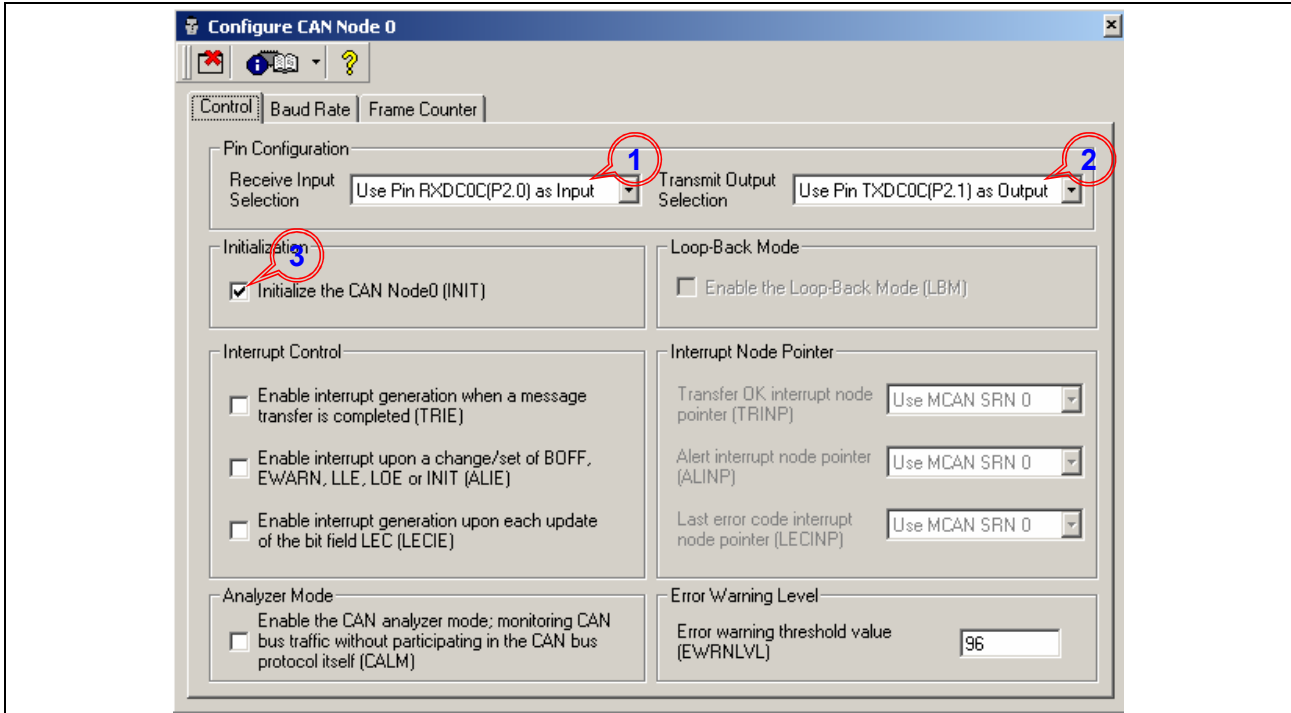 Configure CAN Node 0
Control Baud Rate Frame Counter
Pin Configuration
1
2
Receive Input
Selection
Use Pin RXDC0C(P2.0) as Input
Transmit Output
Selection
Use Pin TXDC0C(P2.1) as Output
Initialization
3
Initialize the CAN Node0 (INIT)
Loop-Back Mode
Enable the Loop-Back Mode (LBM)
Interrupt Control
Enable interrupt generation when a message
transfer is completed (TRIE)
Enable interrupt upon a change/set of BOFF,
EWARN, LLE, LOE or INIT (ALIE)
Enable interrupt generation upon each update
of the bit field LEC (LECIE)
Interrupt Node Pointer
Transfer OK interrupt node
pointer (TRINP)
Use MCAN SRN 0
Alert interrupt node pointer
(ALINP)
Use MCAN SRN 0
Last error code interrupt
node pointer (LECINP)
Use MCAN SRN 0
Analyzer Mode
Enable the CAN analyzer mode; monitoring CAN
bus traffic without participating in the CAN bus
protocol itself (CALM)
Error Warning Level
Error warning threshold value
(EWRNLVL)
96